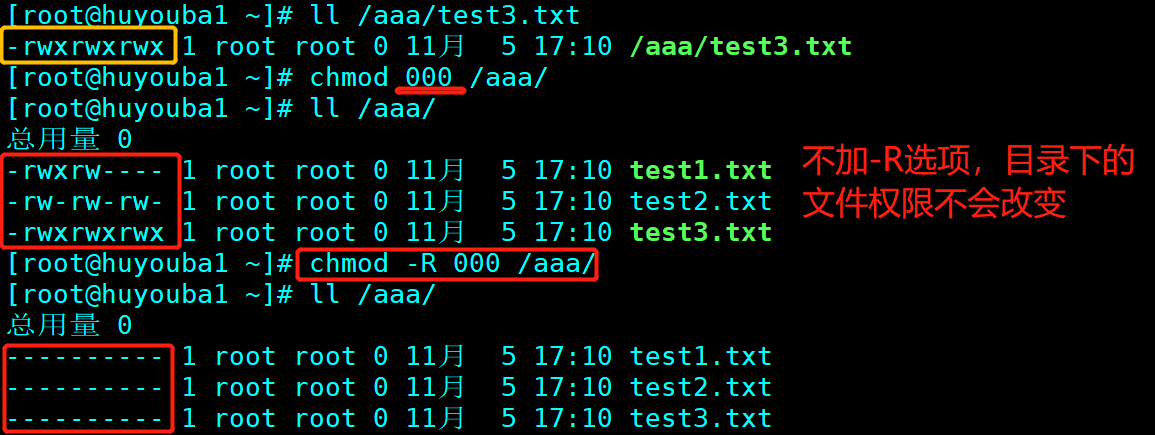 [root@huyouba1 ~]# ll /aaa/test3.txt
-rwxrwxrwx 1 root root 0 11月  5 17:10 /aaa/test3.txt
[root@huyouba1 ~]# chmod 000 /aaa/
[root@huyouba1 ~]# ll /aaa/
总用量 0
-rwxrw---- 1 root root 0 11月  5 17:10 test1.txt
-rw-rw-rw- 1 root root 0 11月  5 17:10 test2.txt
-rwxrwxrwx 1 root root 0 11月  5 17:10 test3.txt
不加-R选项，目录下的
文件权限不会改变
[root@huyouba1 ~]# chmod -R 000 /aaa/
[root@huyouba1 ~]# ll /aaa/
总用量 0
---------- 1 root root 0 11月  5 17:10 test1.txt
---------- 1 root root 0 11月  5 17:10 test2.txt
---------- 1 root root 0 11月  5 17:10 test3.txt